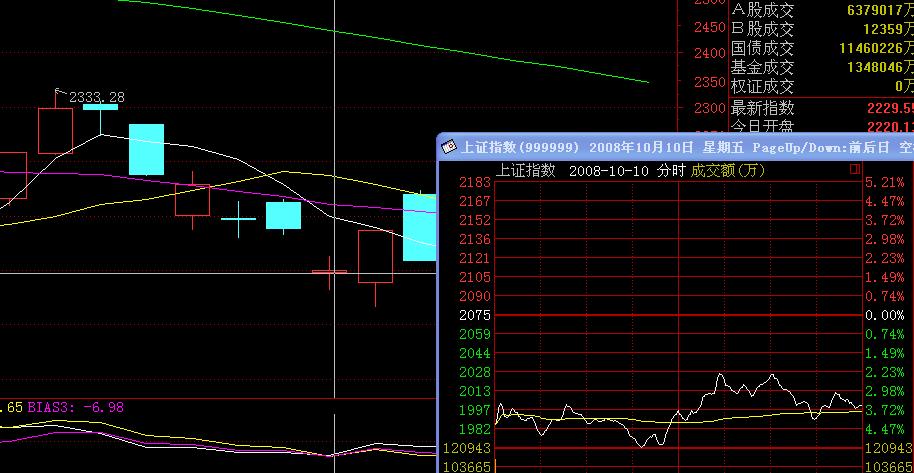 2500
2450
2400
2350
2300
A股成交 6379017万
B股成交 12359万
国债成交 11460226万
基金成交 1348046万
权证成交 0万
最新指数 2229.5
今日开盘 2220.1
2333.28
上证指数(999999) 2008年10月10日 星期五 PageUp/Down:前后日 空
上证指数 2008-10-10 分时 成交额(万)
2183 5.21%
2167 4.47%
2152 3.72%
2136 2.98%
2121 2.23%
2105 1.49%
2090 0.74%
2075 0.00%
2059 0.74%
2044 1.49%
2028 2.23%
2013 2.98%
1997 3.72%
1982 4.47%
120943 120943
103665 103665
.65 BIAS3: -6.98